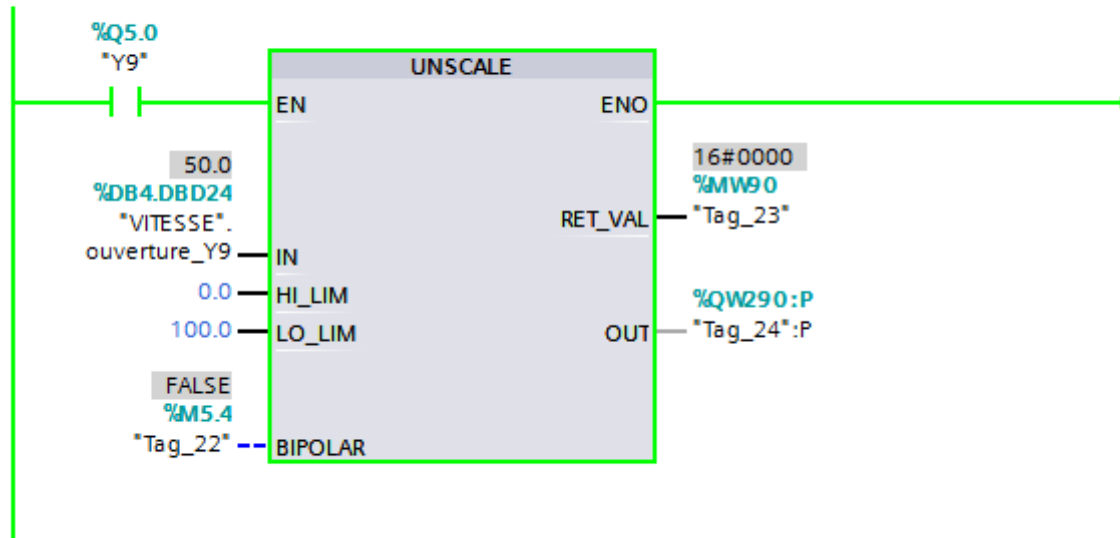 %Q5.0
"Y9"
UNSCALE
EN
ENO
50.0
%DB4.DBD24
"VITESSE".
ouverture_Y9
IN
16#0000
%MW90
RET_VAL
"Tag_23"
0.0
HI_LIM
100.0
LO_LIM
%QW290:P
OUT
"Tag_24":P
FALSE
%M5.4
"Tag_22"
BIPOLAR